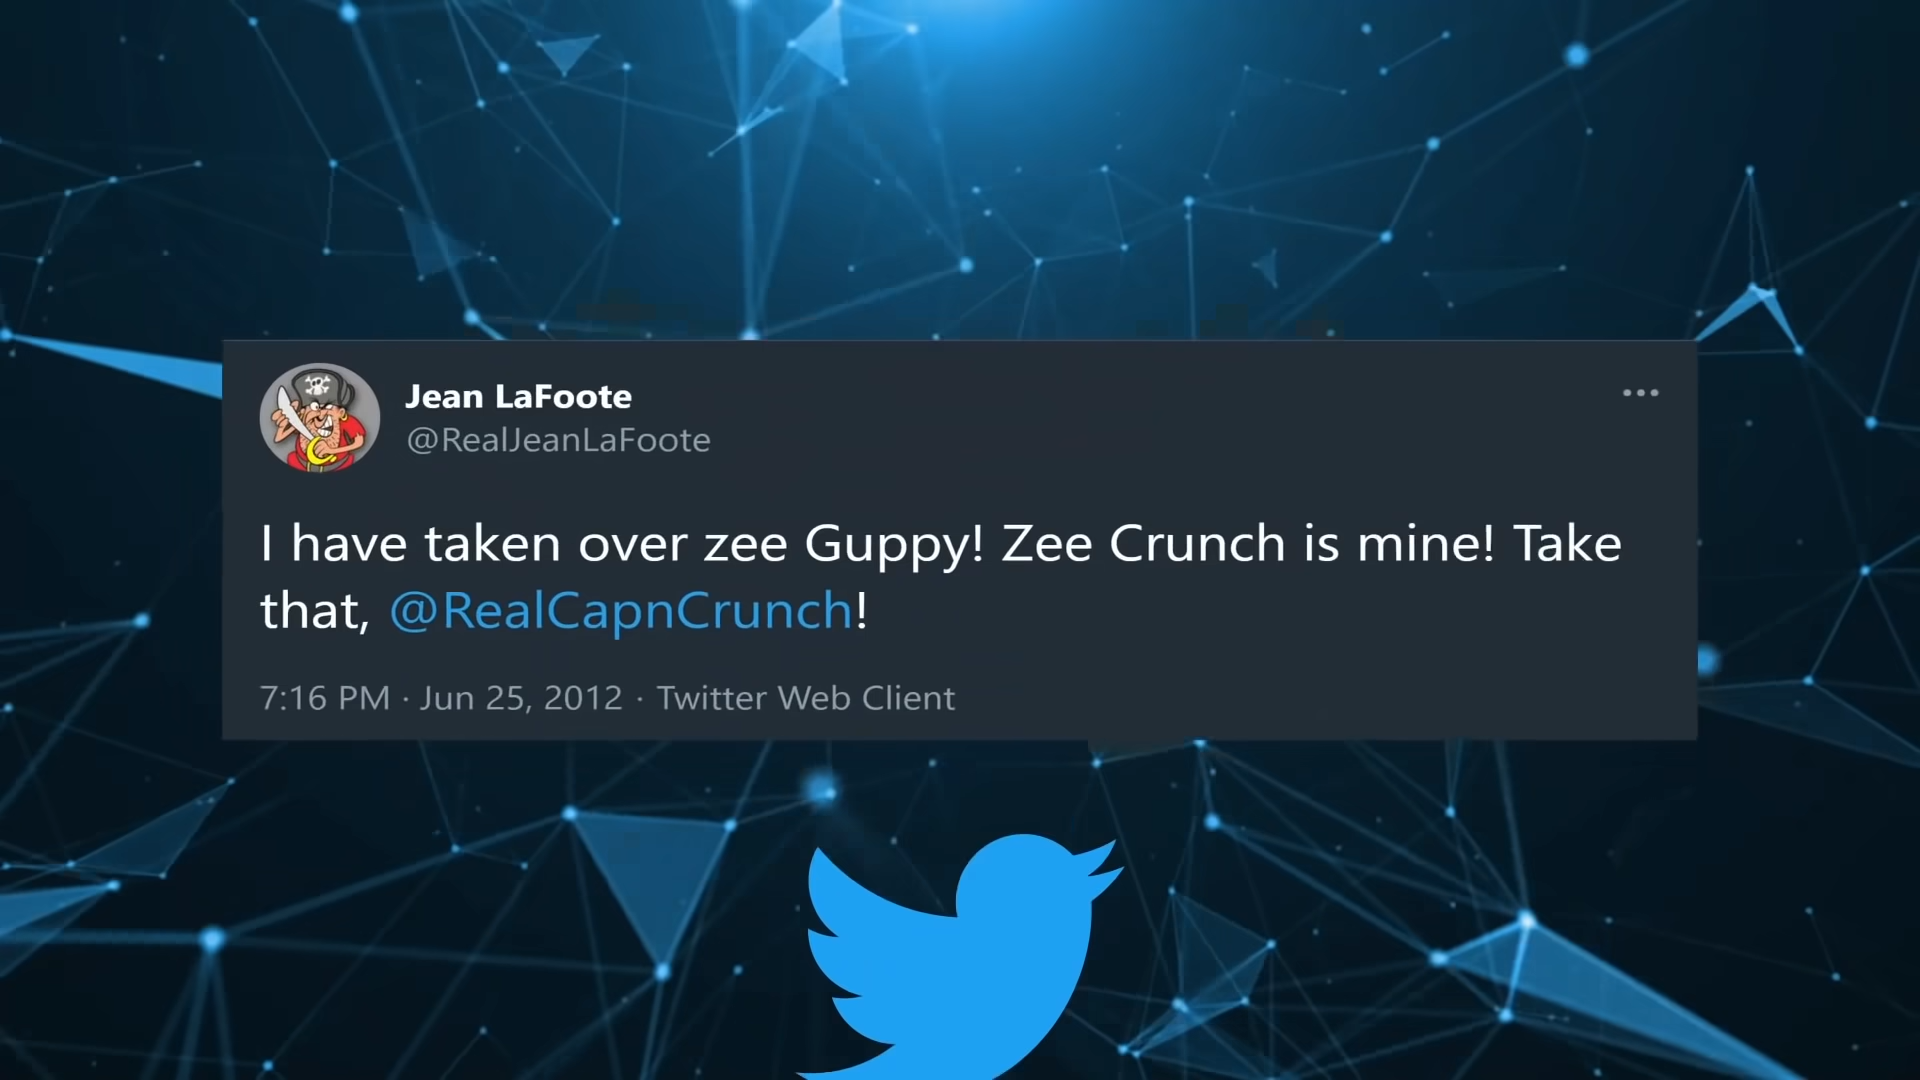 Jean LaFoote
@RealJeanLaFoote
I have taken over zee Guppy! Zee Crunch is mine! Take
that, @RealCapnCrunch!
7:16 PM · Jun 25, 2012 · Twitter Web Client